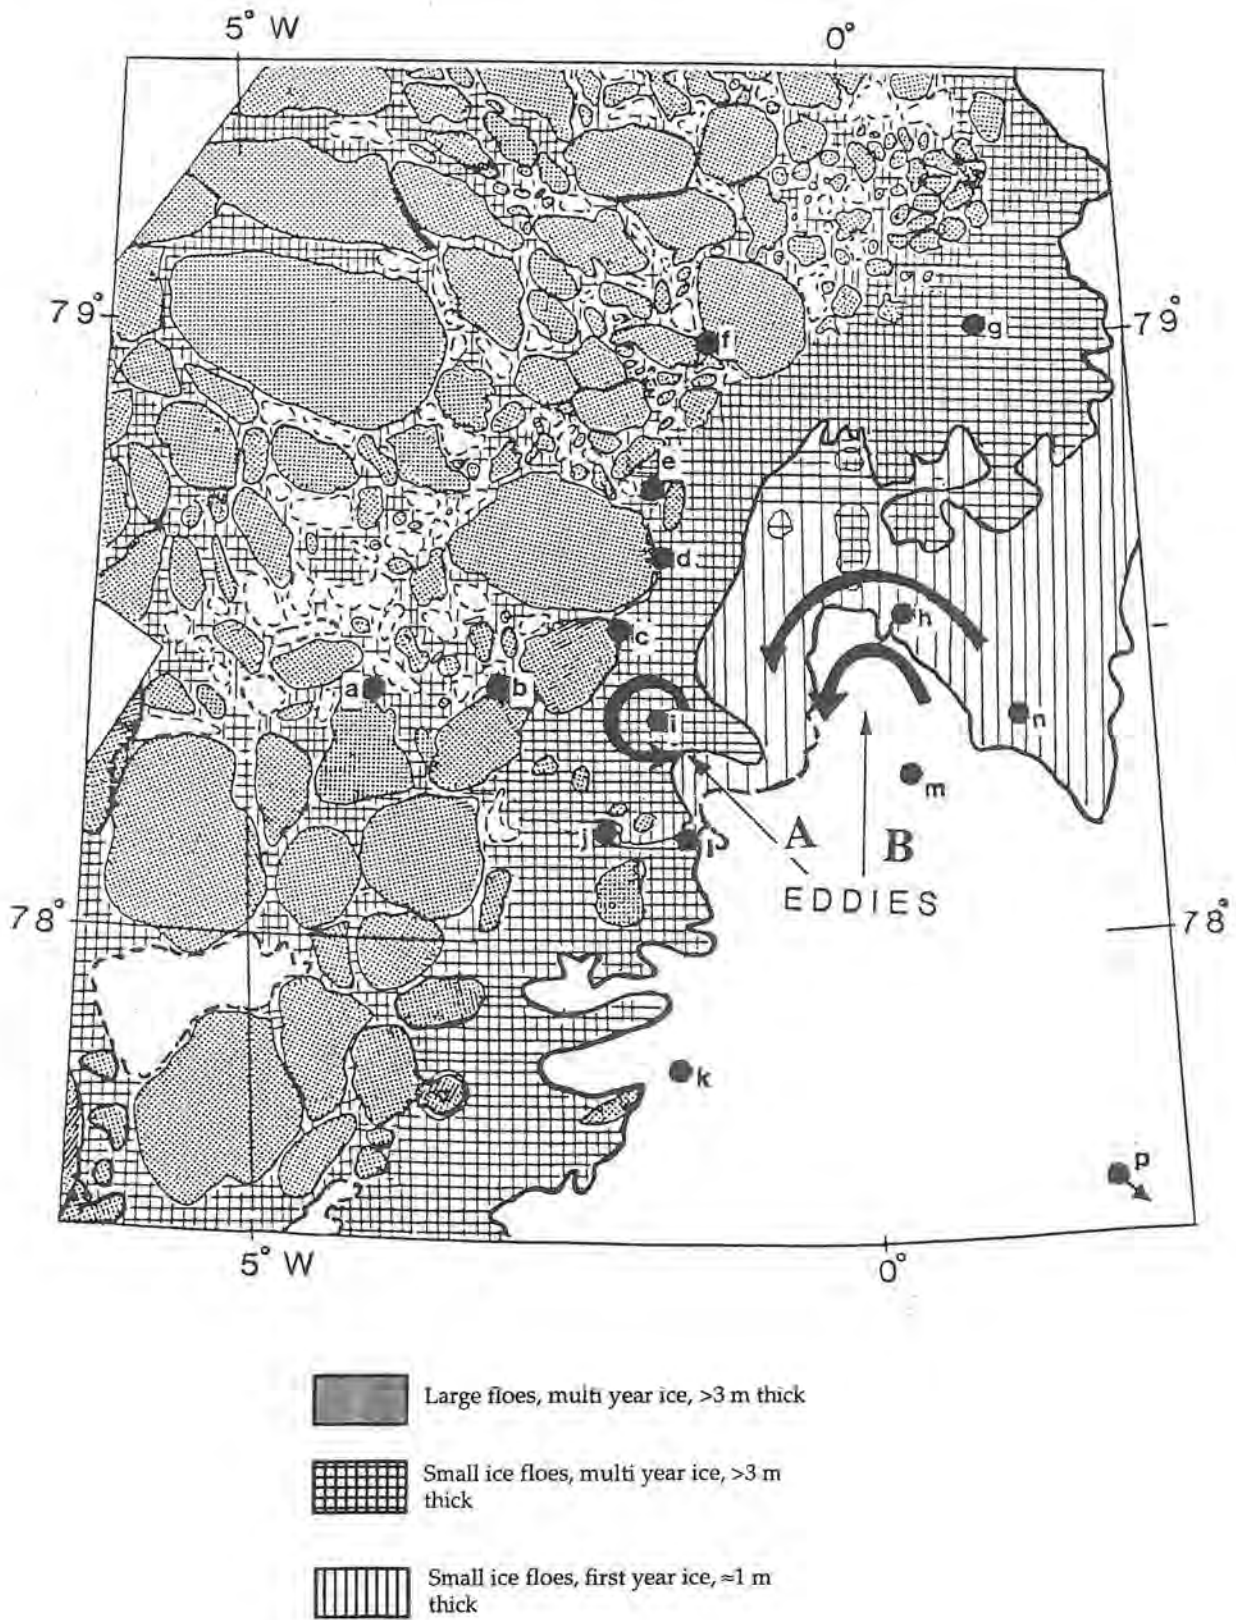 5° W 0°
79° 79°
f
g
e
d
c
h
a b
i n
m
j l A B
EDDIES
78° 78°
k
p
5° W 0°
Large floes, multi year ice, >3 m thick
Small ice floes, multi year ice, >3 m
thick
Small ice floes, first year ice, ≈1 m
thick